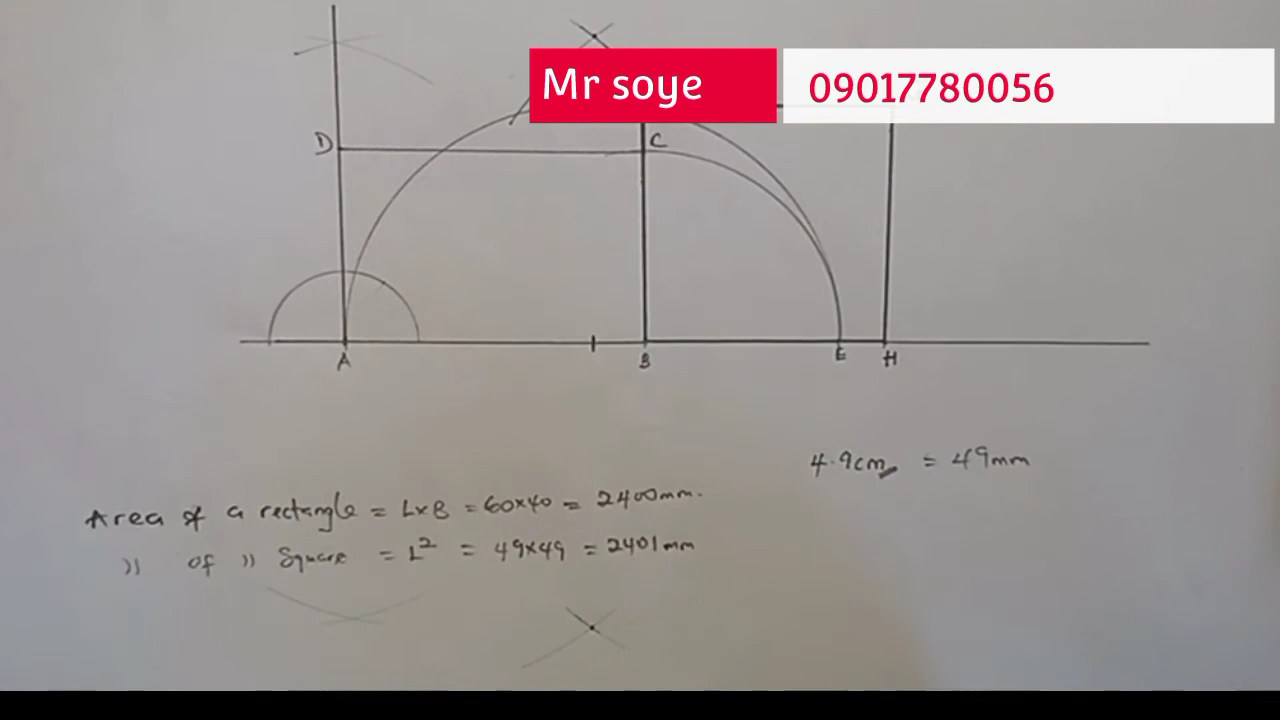 Mr soye
09017780056
D
C
A
B
E
H
4.9cm = 49mm
Area of a rectangle = L×B = 60×40 = 2400mm.
" of " Square = L² = 49×49 = 2401mm